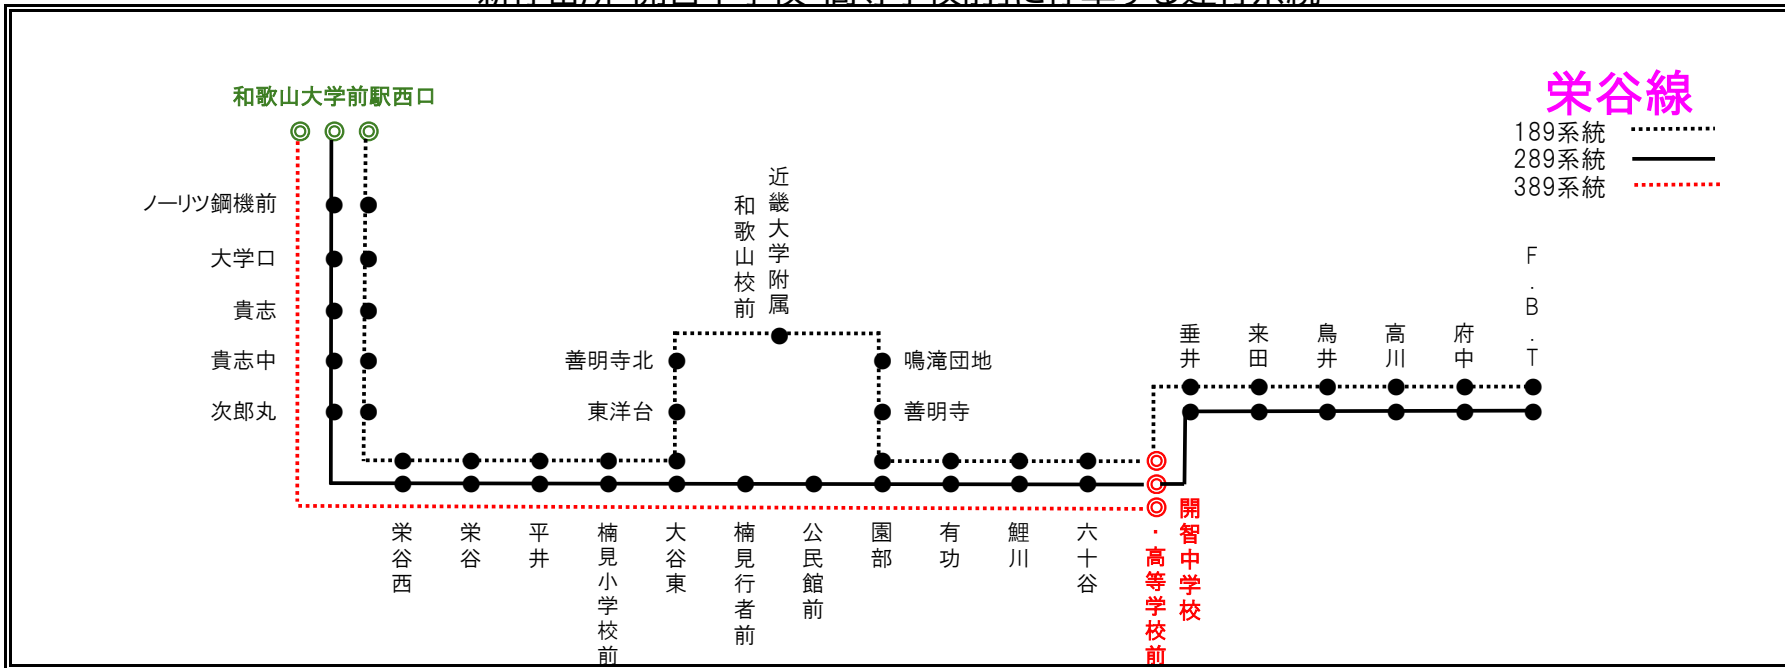 和歌山大学前駅西口
栄谷線
189系統
289系統
389系統
ノーリツ鋼機前
大学口
貴志
貴志中
次郎丸
近畿大学附属
和歌山校前
善明寺北
東洋台
鳴滝団地
善明寺
垂井
来田
鳥井
高川
府中
F.B.T
栄谷西
栄谷
平井
楠見小学校前
大谷東
楠見行者前
公民館前
園部
有功
鯉川
六十谷
開智中学校
・高等学校前